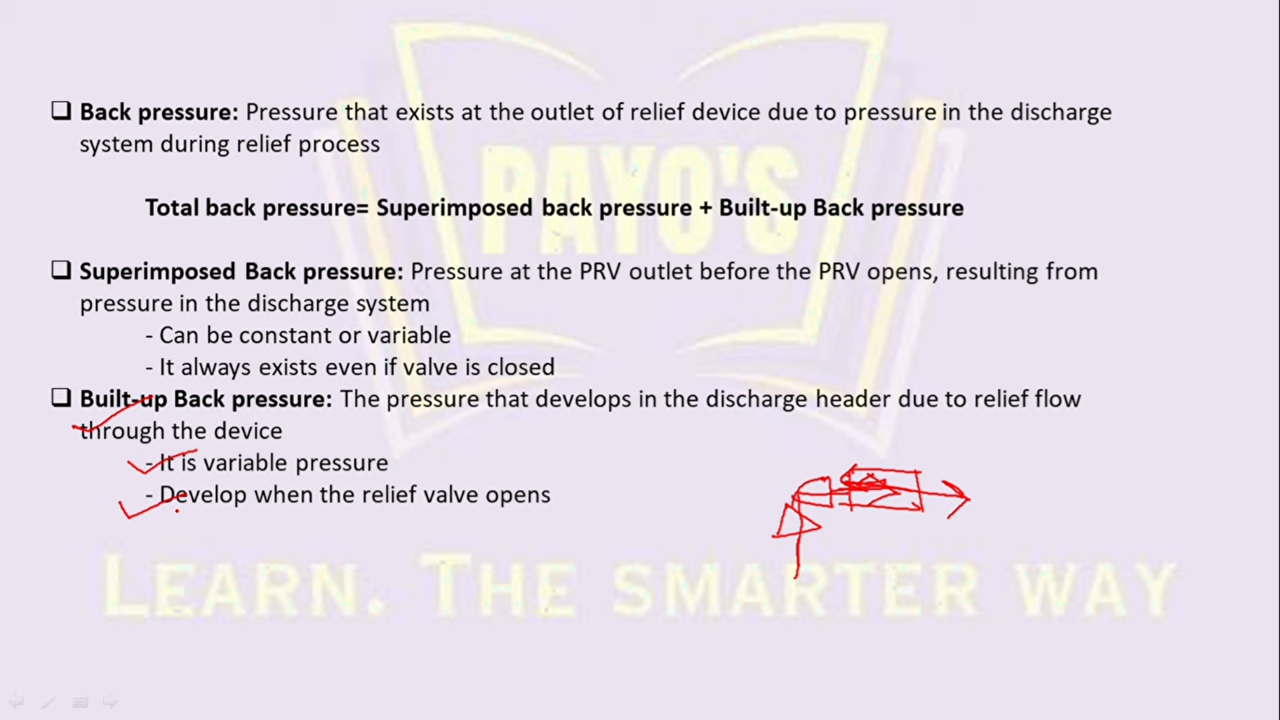 ❑ Back pressure: Pressure that exists at the outlet of relief device due to pressure in the discharge
system during relief process
Total back pressure= Superimposed back pressure + Built-up Back pressure
❑ Superimposed Back pressure: Pressure at the PRV outlet before the PRV opens, resulting from
pressure in the discharge system
- Can be constant or variable
- It always exists even if valve is closed
❑ Built-up Back pressure: The pressure that develops in the discharge header due to relief flow
through the device
- It is variable pressure
- Develop when the relief valve opens
PAYO'S
LEARN. THE SMARTER WAY